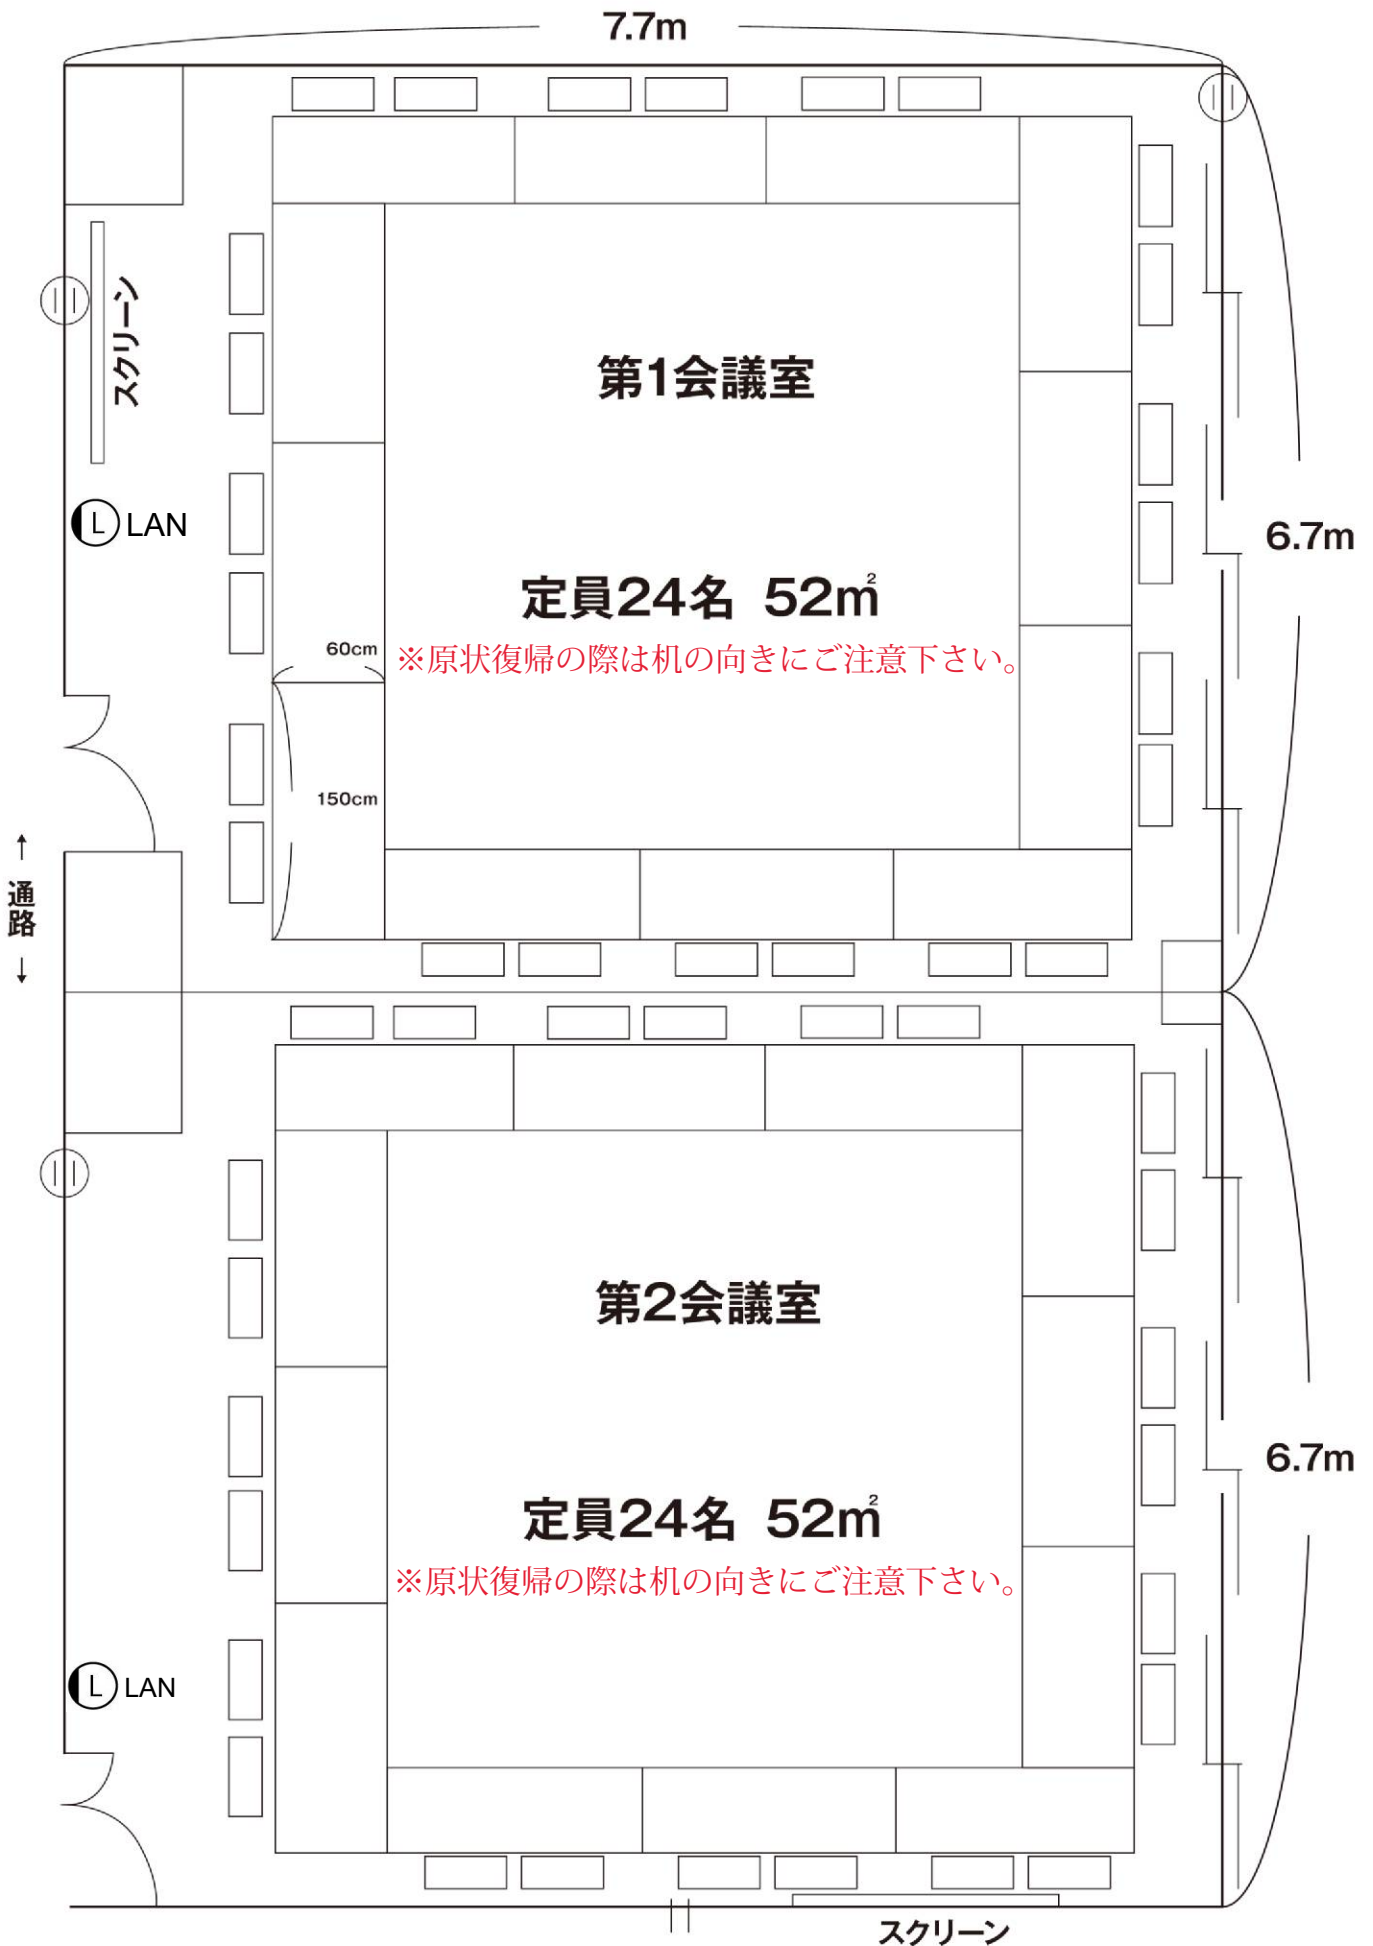 7.7m
スクリーン
第1会議室
LAN
6.7m
定員24名 52㎡
60cm
※原状復帰の際は机の向きにご注意下さい。
150cm
↑
通路
↓
第2会議室
6.7m
定員24名 52㎡
※原状復帰の際は机の向きにご注意下さい。
L LAN
スクリーン